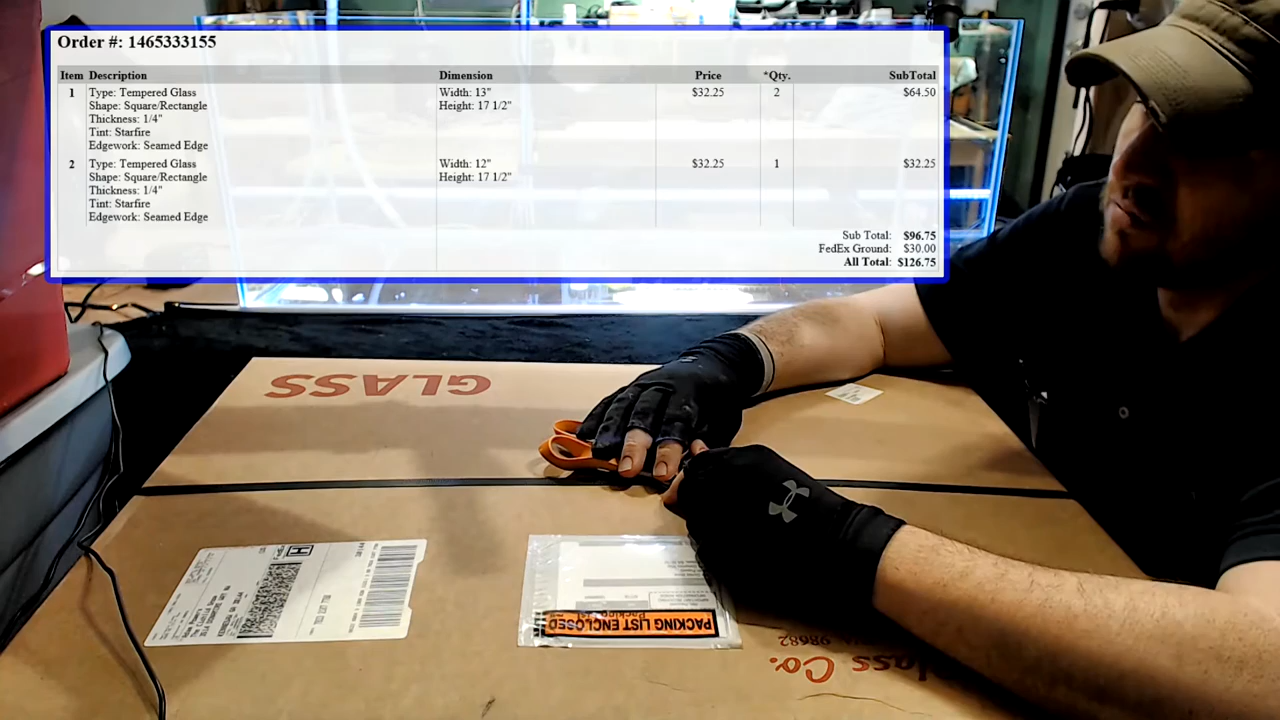 Order #: 1465333155
Item Description Dimension Price *Qty. SubTotal
1 Type: Tempered Glass Width: 13" $32.25 2 $64.50
Shape: Square/Rectangle Height: 17 1/2"
Thickness: 1/4"
Tint: Starfire
Edgework: Seamed Edge
2 Type: Tempered Glass Width: 12" $32.25 1 $32.25
Shape: Square/Rectangle Height: 17 1/2"
Thickness: 1/4"
Tint: Starfire
Edgework: Seamed Edge
Sub Total: $96.75
FedEx Ground: $30.00
All Total: $126.75
GLASS
H
PACKING LIST ENCLOSED
98682
Co.